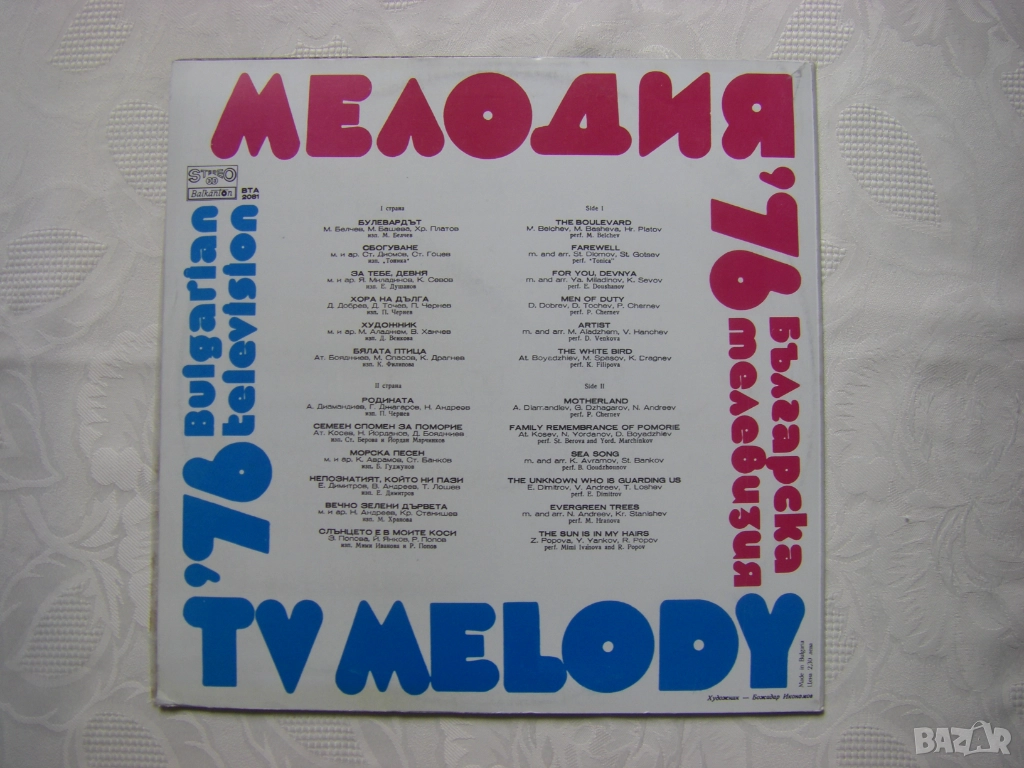 МЕЛОДИЯ '76
българска
телевизия
STEREO
Balkanton
BTA
2081
Bulgarian
television
'76
I страна
БУЛЕВАРДЪТ
М. Белчев, М. Башева, Хр. Платов
изп. М. Белчев
СБОГУВАНЕ
м. и ар. Ст. Диомов, Ст. Гоцев
изп. „Тоника"
ЗА ТЕБЕ, ДЕВНЯ
м. и ар. Я. Миладинов, К. Севов
изп. Е. Душанов
ХОРА НА ДЪЛГА
Д. Добрев, Д. Точев, П. Чернев
изп. П. Чернев
ХУДОЖНИК
м. и ар. М. Аладжем, В. Ханчев
изп. Д. Венкова
БЯЛАТА ПТИЦА
Ат. Бояджиев, М. Спасов, К. Драгнев
изп. К. Филипова
II страна
РОДИНАТА
А. Диамандиев, Г. Джагаров, Н. Андреев
изп. П. Чернев
СЕМЕЕН СПОМЕН ЗА ПОМОРИЕ
Ат. Косев, Н. Йорданов, Д. Бояджиев
изп. Ст. Берова и Йордан Марчинков
МОРСКА ПЕСЕН
м. и ар. К. Аврамов, Ст. Банков
изп. Б. Гуджунов
НЕПОЗНАТИЯТ, КОЙТО НИ ПАЗИ
Е. Димитров, В. Андреев, Т. Лошев
изп. Е. Димитров
ВЕЧНО ЗЕЛЕНИ ДЪРВЕТА
м. и ар. Н. Андреев, Кр. Станишев
изп. М. Хранова
СЛЪНЦЕТО Е В МОИТЕ КОСИ
З. Попова, Й. Янков, Р. Попов
изп. Мими Иванова и Р. Попов
Side I
THE BOULEVARD
M. Belchev, M. Basheva, Hr. Platov
perf. M. Belchev
FAREWELL
m. and arr. St. Diomov, St. Gotsev
perf. "Tonica"
FOR YOU, DEVNYA
m. and arr. Ya. Miladinov, K. Sevov
perf. E. Doushanov
MEN OF DUTY
D. Dobrev, D. Tochev, P. Chernev
perf. P. Chernev
ARTIST
m. and arr. M. Aladzhem, V. Hanchev
perf. D. Venkova
THE WHITE BIRD
At. Boyadzhiev, M. Spasov, K. Dragnev
perf. K. Filipova
Side II
MOTHERLAND
A. Diamandiev, G. Dzhagarov, N. Andreev
perf. P. Chernev
FAMILY REMEMBRANCE OF POMORIE
At. Kosev, N. Yordanov, D. Boyadzhiev
perf. St. Berova and Yord. Marchinkov
SEA SONG
m. and arr. K. Avramov, St. Bankov
perf. B. Goudzhounov
THE UNKNOWN WHO IS GUARDING US
E. Dimitrov, V. Andreev, T. Loshev
perf. E. Dimitrov
EVERGREEN TREES
m. and arr. N. Andreev, Kr. Stanishev
perf. M. Hranova
THE SUN IS IN MY HAIRS
Z. Popova, Y. Yankov, R. Popov
perf. Mimi Ivanova and R. Popov
TV MELODY
Made in Bulgaria
Цена 2,30 лева
Художник — Божидар Икономов
BAZAR